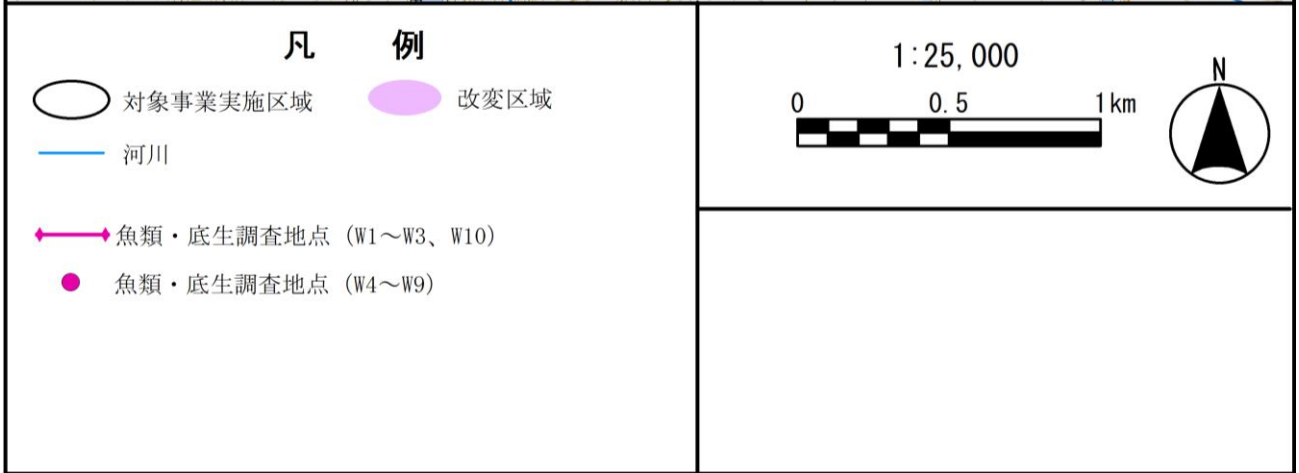 凡 例
対象事業実施区域 改変区域
河川
魚類・底生調査地点 (W1～W3、W10)
魚類・底生調査地点 (W4～W9)
1:25,000
0 0.5 1km
N